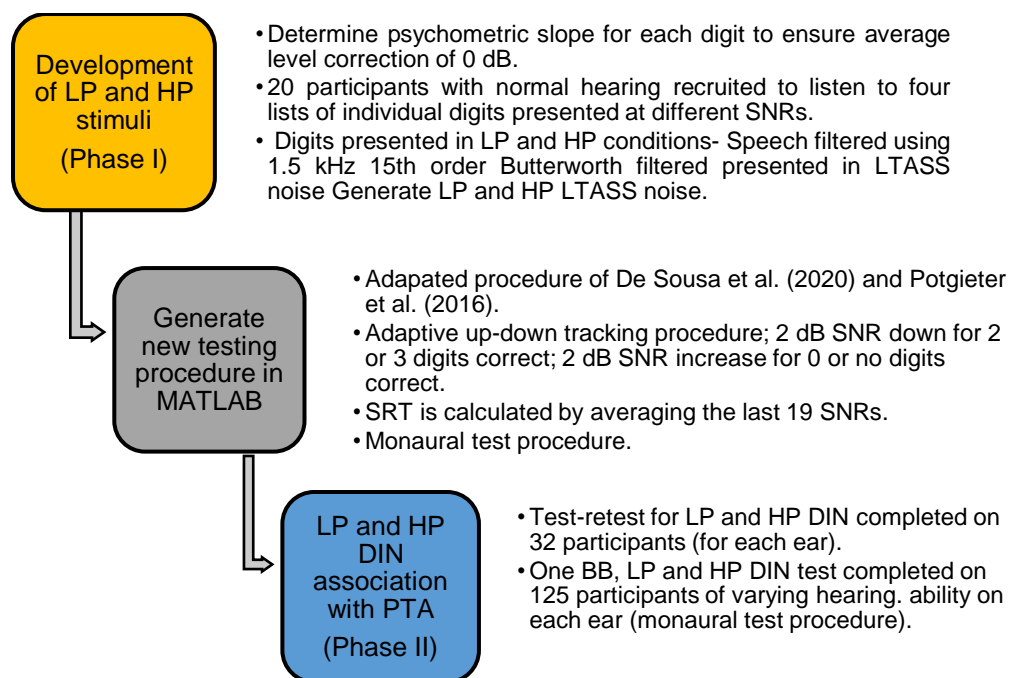 Development
of LP and HP
stimuli
(Phase I)
•Determine psychometric slope for each digit to ensure average
level correction of 0 dB.
•20 participants with normal hearing recruited to listen to four
lists of individual digits presented at different SNRs.
• Digits presented in LP and HP conditions- Speech filtered using
1.5 kHz 15th order Butterworth filtered presented in LTASS
noise Generate LP and HP LTASS noise.
Generate
new testing
procedure in
MATLAB
•Adapated procedure of De Sousa et al. (2020) and Potgieter
et al. (2016).
•Adaptive up-down tracking procedure; 2 dB SNR down for 2
or 3 digits correct; 2 dB SNR increase for 0 or no digits
correct.
•SRT is calculated by averaging the last 19 SNRs.
•Monaural test procedure.
LP and HP
DIN
association
with PTA
(Phase II)
•Test-retest for LP and HP DIN completed on
32 participants (for each ear).
•One BB, LP and HP DIN test completed on
125 participants of varying hearing. ability on
each ear (monaural test procedure).